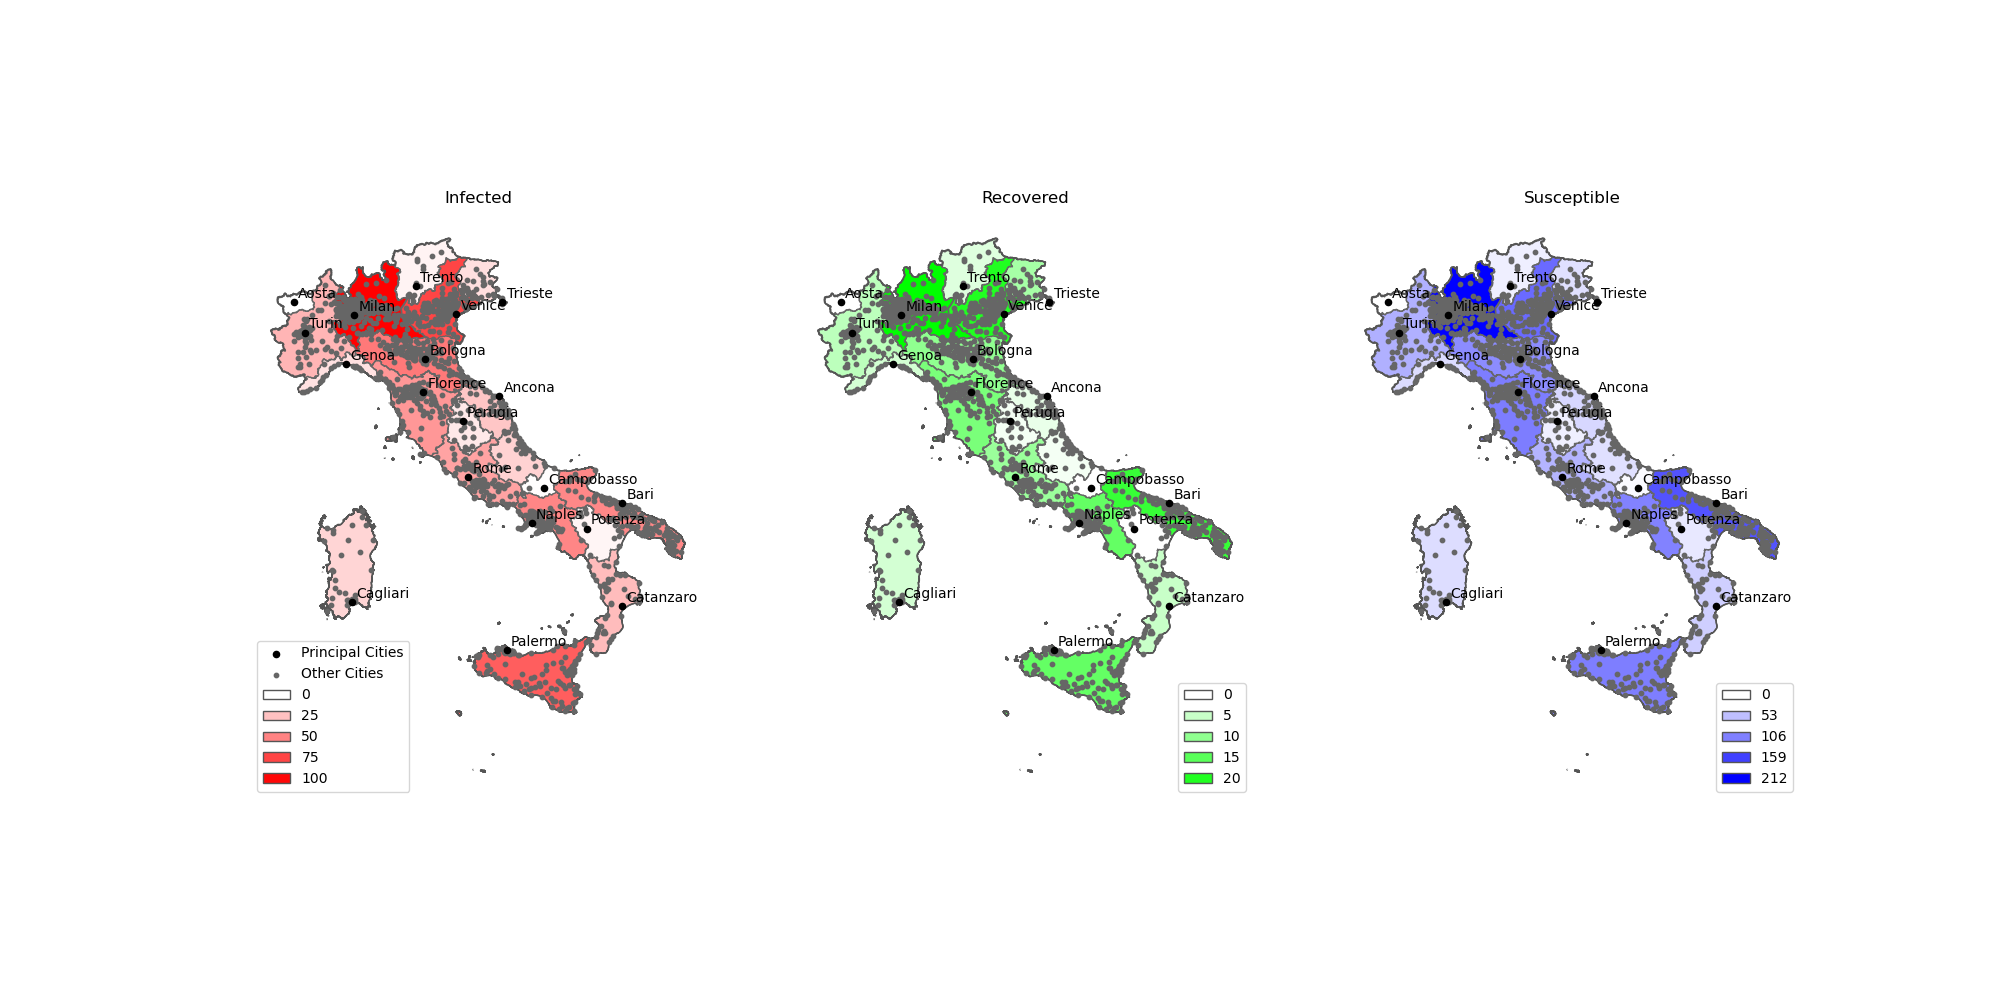 Infected
Trento
Aosta
Trieste
Milan
Venice
Turin
Genoa
Bologna
Florence
Ancona
Perugia
Rome
Campobasso
Bari
Naples
Potenza
Cagliari
Catanzaro
Palermo
Principal Cities
Other Cities
0
25
50
75
100
Recovered
Trento
Aosta
Trieste
Milan
Venice
Turin
Genoa
Bologna
Florence
Ancona
Perugia
Rome
Campobasso
Bari
Naples
Potenza
Cagliari
Catanzaro
Palermo
0
5
10
15
20
Susceptible
Trento
Aosta
Trieste
Milan
Venice
Turin
Genoa
Bologna
Florence
Ancona
Perugia
Rome
Campobasso
Bari
Naples
Potenza
Cagliari
Catanzaro
Palermo
0
53
106
159
212